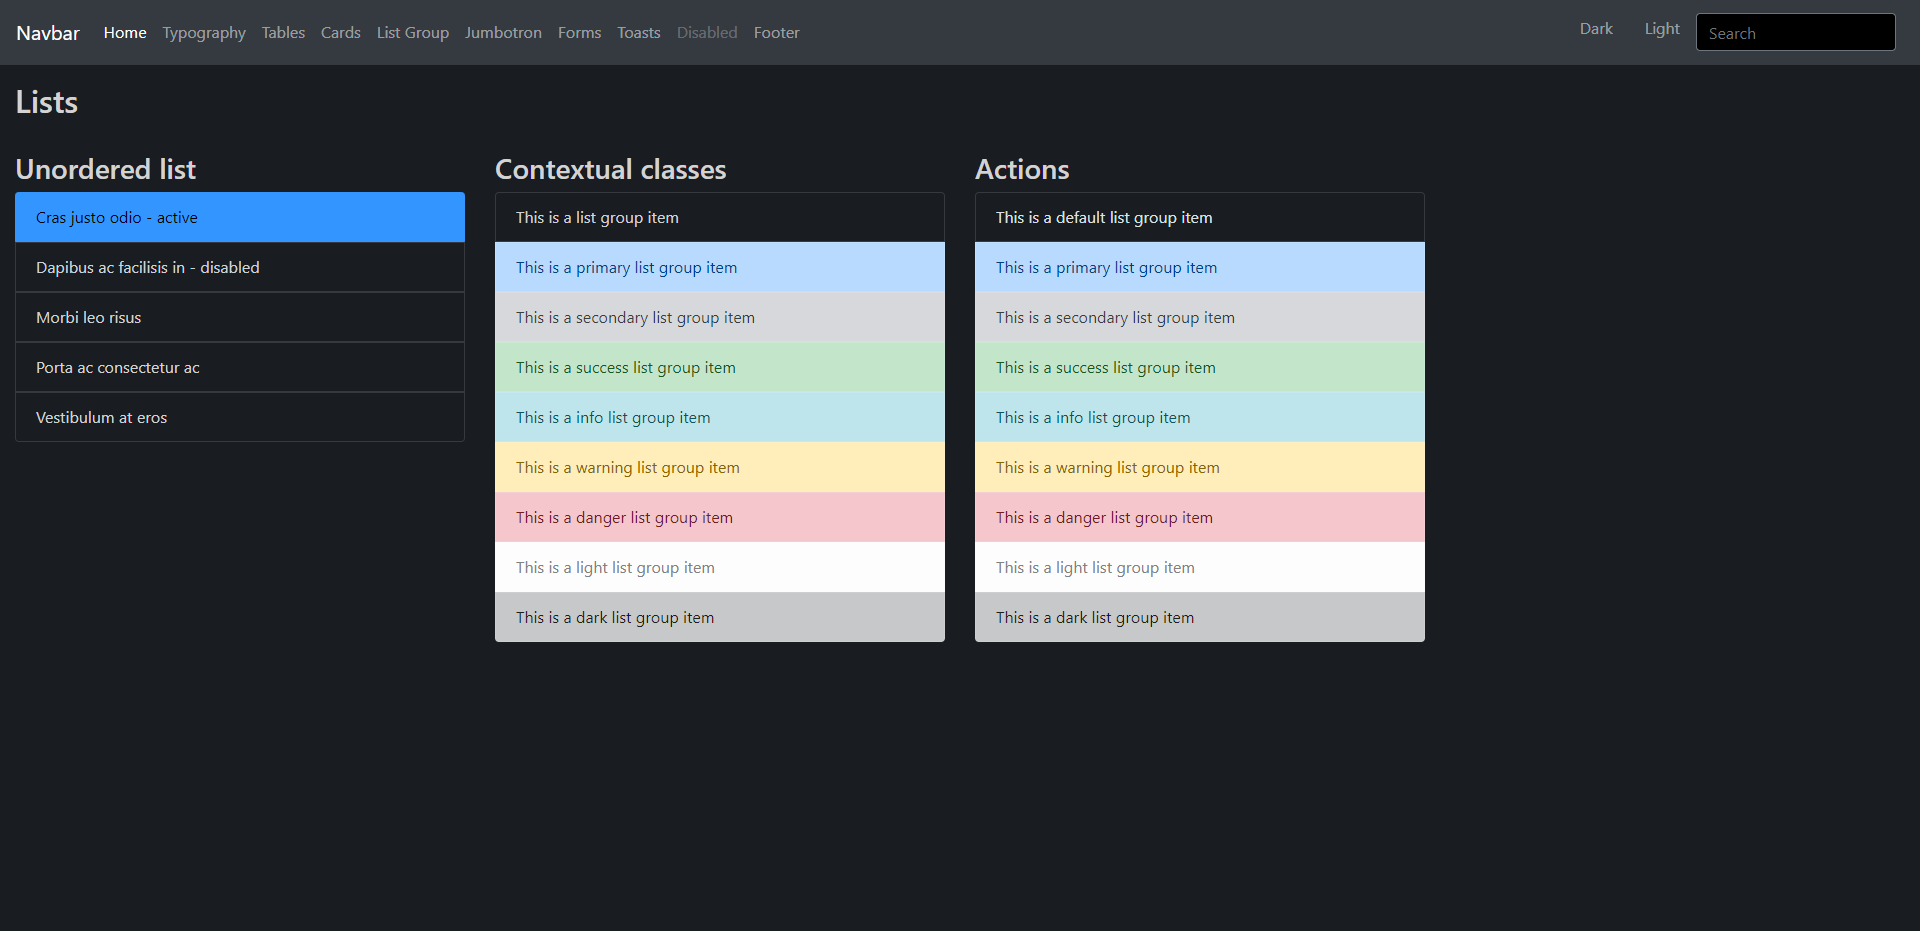 Navbar Home Typography Tables Cards List Group Jumbotron Forms Toasts Disabled Footer Dark Light Search
Lists
Unordered list
Cras justo odio - active
Dapibus ac facilisis in - disabled
Morbi leo risus
Porta ac consectetur ac
Vestibulum at eros
Contextual classes
This is a list group item
This is a primary list group item
This is a secondary list group item
This is a success list group item
This is a info list group item
This is a warning list group item
This is a danger list group item
This is a light list group item
This is a dark list group item
Actions
This is a default list group item
This is a primary list group item
This is a secondary list group item
This is a success list group item
This is a info list group item
This is a warning list group item
This is a danger list group item
This is a light list group item
This is a dark list group item